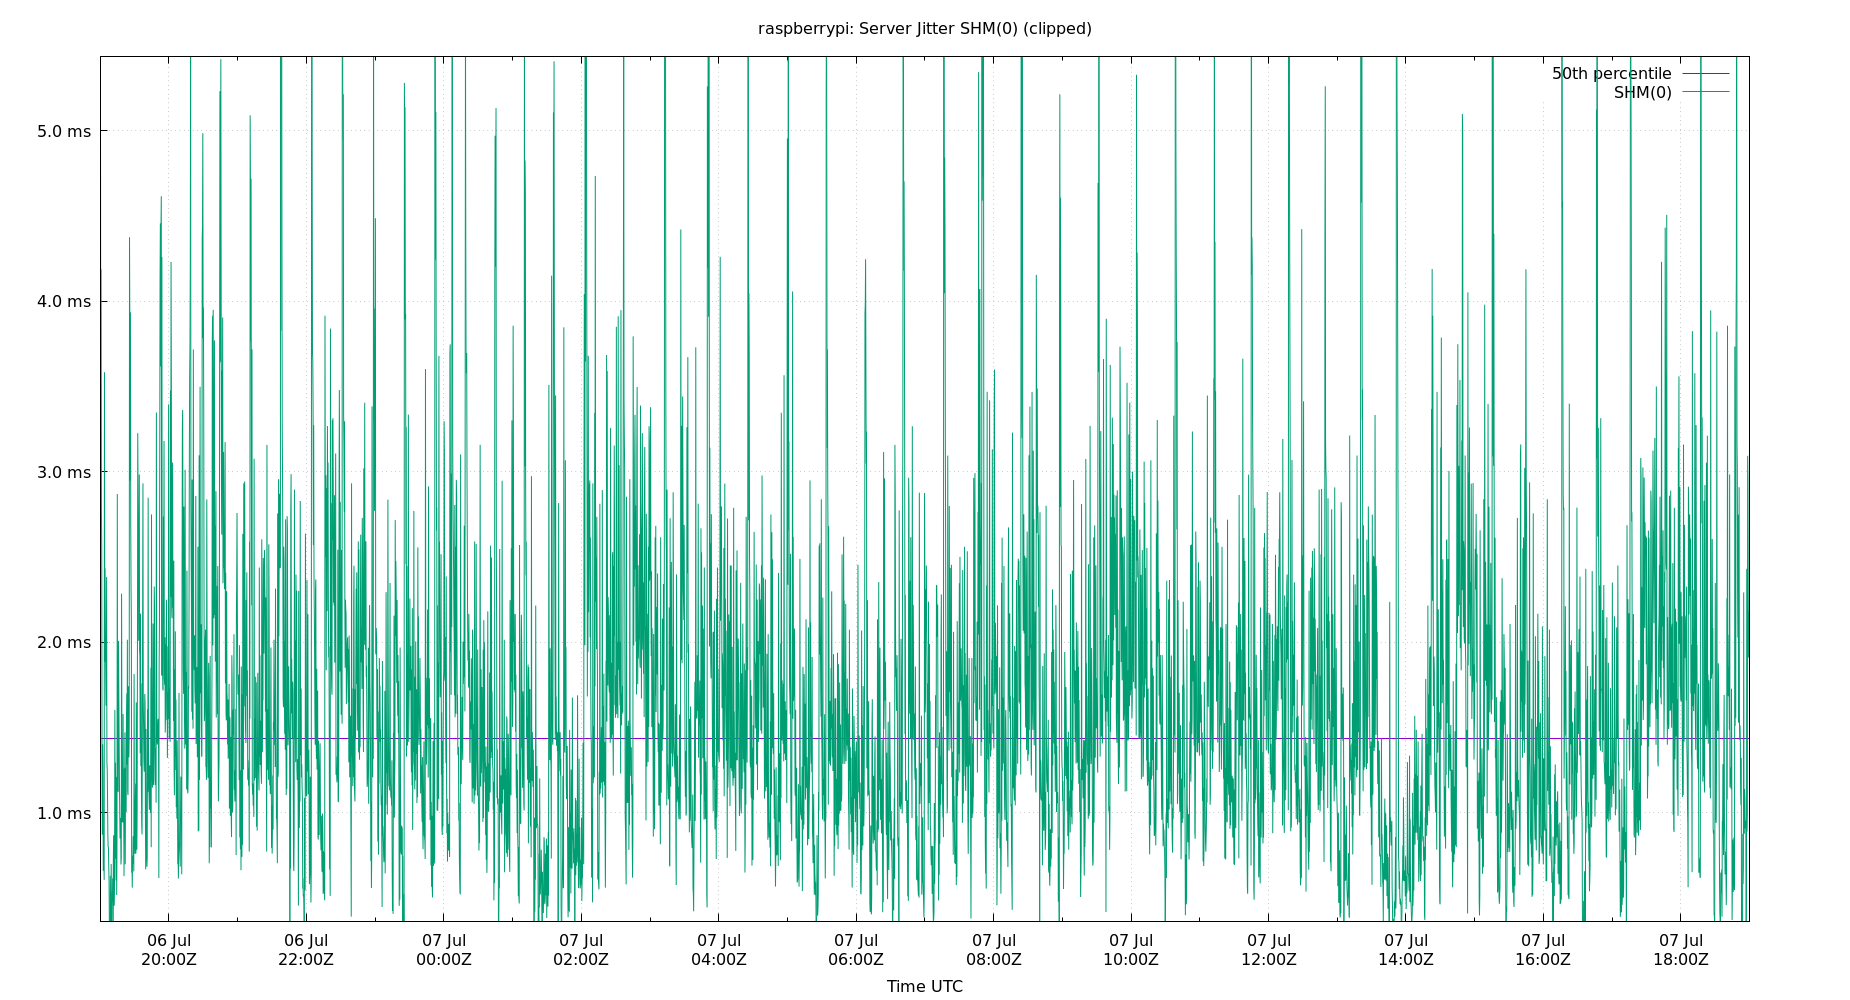 raspberrypi: Server Jitter SHM(0) (clipped)
50th percentile
SHM(0)
5.0 ms
4.0 ms
3.0 ms
2.0 ms
1.0 ms
06 Jul 06 Jul 07 Jul 07 Jul 07 Jul 07 Jul 07 Jul 07 Jul 07 Jul 07 Jul 07 Jul 07 Jul
20:00Z 22:00Z 00:00Z 02:00Z 04:00Z 06:00Z 08:00Z 10:00Z 12:00Z 14:00Z 16:00Z 18:00Z
Time UTC